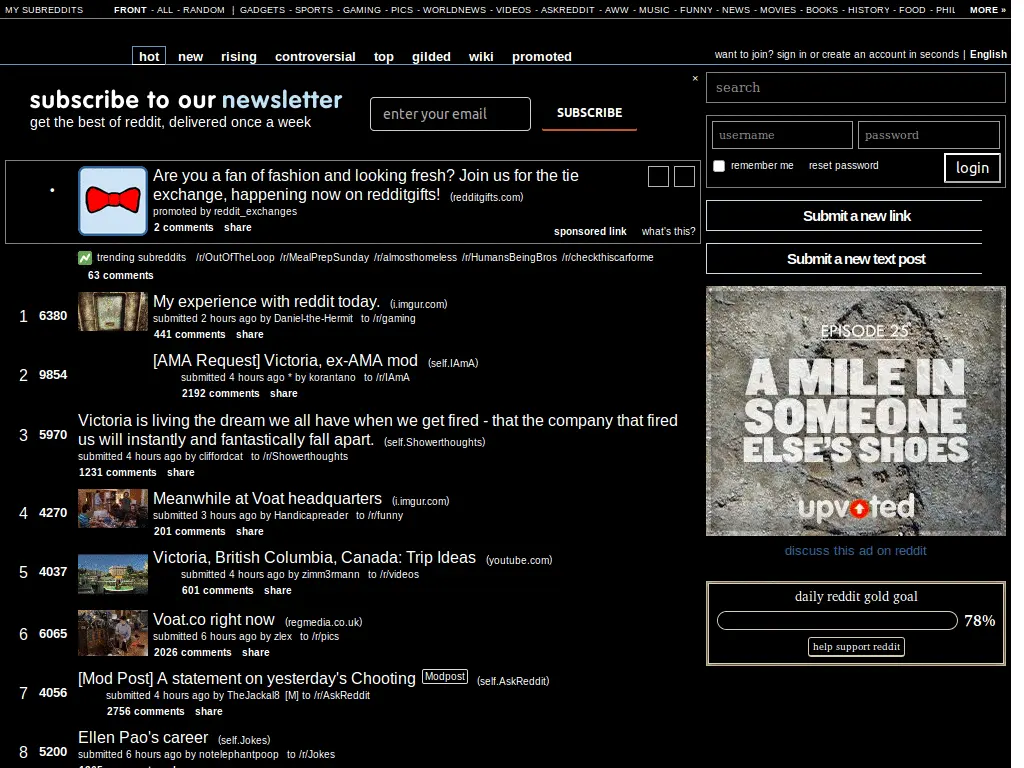 MY SUBREDDITS FRONT - ALL - RANDOM | GADGETS - SPORTS - GAMING - PICS - WORLDNEWS - VIDEOS - ASKREDDIT - AWW - MUSIC - FUNNY - NEWS - MOVIES - BOOKS - HISTORY - FOOD - PHIL MORE »
hot new rising controversial top gilded wiki promoted
want to join? sign in or create an account in seconds | English
subscribe to our newsletter
get the best of reddit, delivered once a week
enter your email
SUBSCRIBE
×
search
username password
remember me reset password login
Submit a new link
Submit a new text post
• Are you a fan of fashion and looking fresh? Join us for the tie
exchange, happening now on redditgifts! (redditgifts.com)
promoted by reddit_exchanges
2 comments share
sponsored link what's this?
trending subreddits /r/OutOfTheLoop /r/MealPrepSunday /r/almosthomeless /r/HumansBeingBros /r/checkthiscarforme
63 comments
1 6380 My experience with reddit today. (i.imgur.com)
submitted 2 hours ago by Daniel-the-Hermit to /r/gaming
441 comments share
2 9854 [AMA Request] Victoria, ex-AMA mod (self.IAmA)
submitted 4 hours ago * by korantano to /r/IAmA
2192 comments share
3 5970 Victoria is living the dream we all have when we get fired - that the company that fired
us will instantly and fantastically fall apart. (self.Showerthoughts)
submitted 4 hours ago by cliffordcat to /r/Showerthoughts
1231 comments share
4 4270 Meanwhile at Voat headquarters (i.imgur.com)
submitted 3 hours ago by Handicapreader to /r/funny
201 comments share
5 4037 Victoria, British Columbia, Canada: Trip Ideas (youtube.com)
submitted 4 hours ago by zimm3mann to /r/videos
601 comments share
6 6065 Voat.co right now (regmedia.co.uk)
submitted 6 hours ago by zlex to /r/pics
2026 comments share
7 4056 [Mod Post] A statement on yesterday's Chooting Modpost (self.AskReddit)
submitted 4 hours ago by TheJackal8 [M] to /r/AskReddit
2756 comments share
8 5200 Ellen Pao's career (self.Jokes)
submitted 6 hours ago by notelephantpoop to /r/Jokes
EPISODE 25
A MILE IN
SOMEONE
ELSE'S SHOES
upvoted
discuss this ad on reddit
daily reddit gold goal
78%
help support reddit